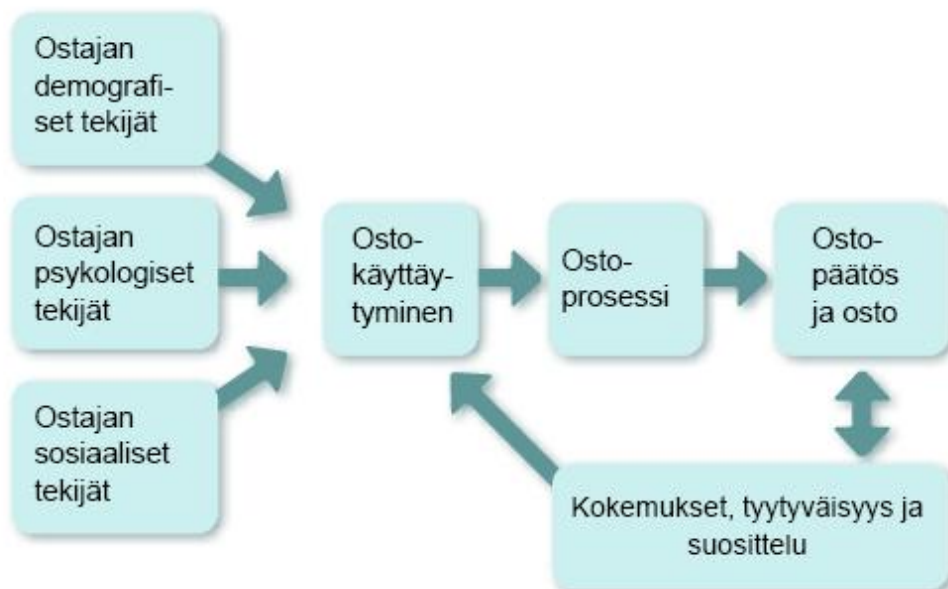 Ostajan
demografi-
set tekijät
Ostajan
psykologiset
tekijät
Ostajan
sosiaaliset
tekijät
Osto-
käyttäy-
tyminen
Osto-
prosessi
Osto-
päätös
ja osto
Kokemukset, tyytyväisyys ja
suosittelu